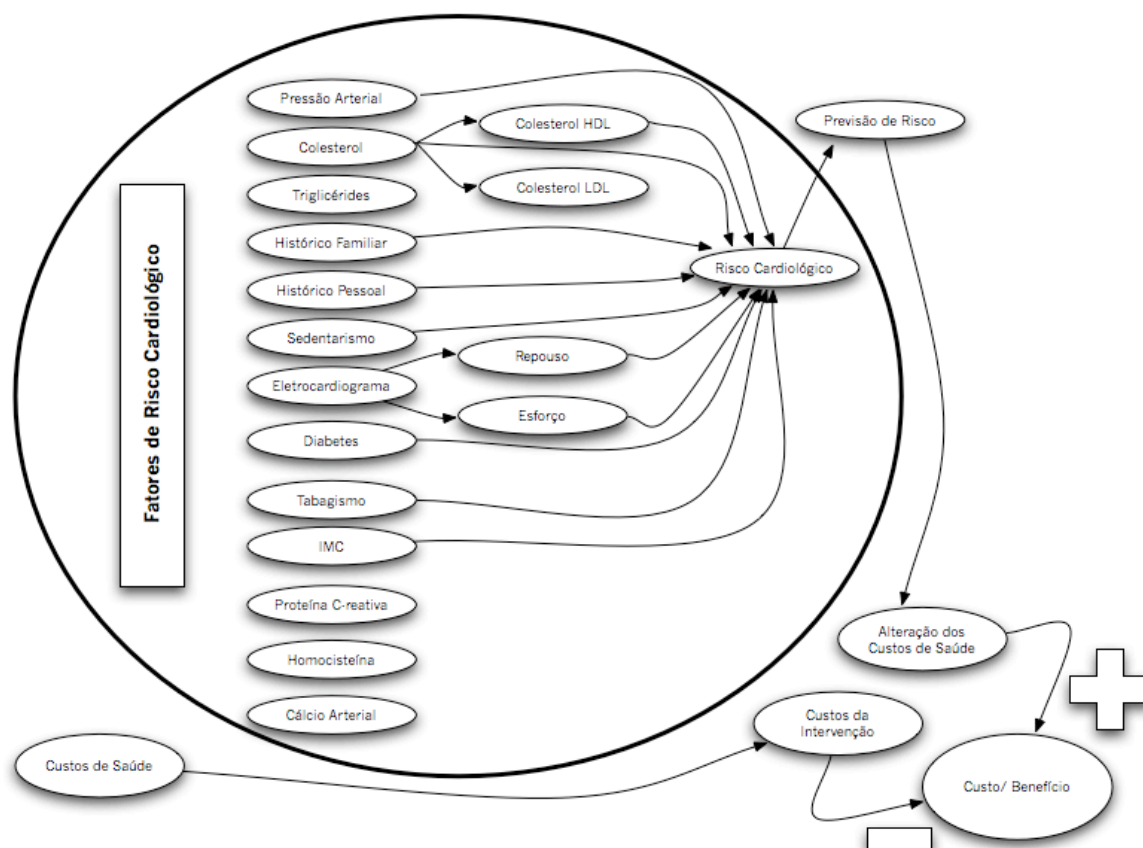 Fatores de Risco Cardiológico
Pressão Arterial
Colesterol
Colesterol HDL
Colesterol LDL
Triglicérides
Histórico Familiar
Histórico Pessoal
Sedentarismo
Eletrocardiograma
Repouso
Esforço
Diabetes
Tabagismo
IMC
Proteína C-reativa
Homocisteína
Cálcio Arterial
Risco Cardiológico
Previsão de Risco
Alteração dos
Custos de Saúde
Custos da
Intervenção
Custos de Saúde
Custo/ Benefício